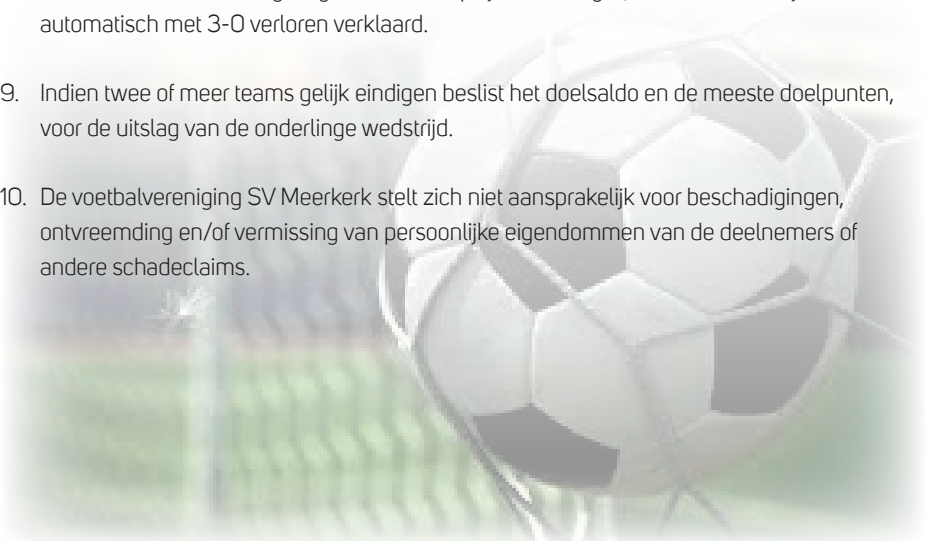 automatisch met 3-0 verloren verklaard.
9. Indien twee of meer teams gelijk eindigen beslist het doelsaldo en de meeste doelpunten,
voor de uitslag van de onderlinge wedstrijd.
10. De voetbalvereniging SV Meerkerk stelt zich niet aansprakelijk voor beschadigingen,
ontvreemding en/of vermissing van persoonlijke eigendommen van de deelnemers of
andere schadeclaims.